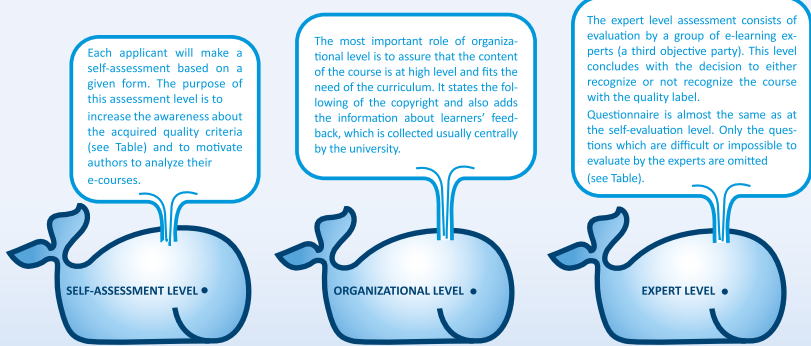 Each applicant will make a
self-assessment based on a
given form. The purpose of
this assessment level is to
increase the awareness about
the acquired quality criteria
(see Table) and to motivate
authors to analyze their
e-courses.
SELF-ASSESSMENT LEVEL
The most important role of organiza-
tional level is to assure that the content
of the course is at high level and fits the
need of the curriculum. It states the fol-
lowing of the copyright and also adds
the information about learners' feed-
back, which is collected usually centrally
by the university.
ORGANIZATIONAL LEVEL
The expert level assessment consists of
evaluation by a group of e-learning ex-
perts (a third objective party). This level
concludes with the decision to either
recognize or not recognize the course
with the quality label.
Questionnaire is almost the same as at
the self-evaluation level. Only the ques-
tions which are difficult or impossible to
evaluate by the experts are omitted
(see Table).
EXPERT LEVEL